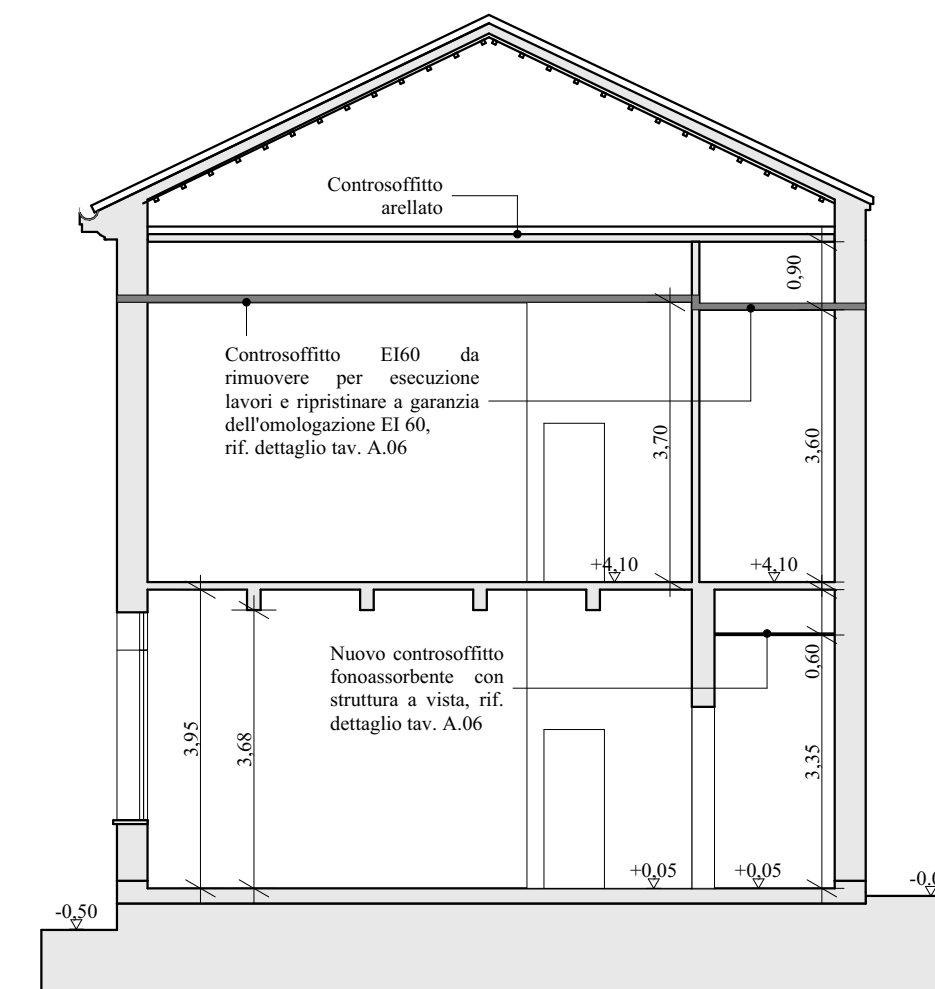 Controsoffitto
arellato
0,90
Controsoffitto EI60 da
rimuovere per esecuzione
lavori e ripristinare a garanzia
dell'omologazione EI 60,
rif. dettaglio tav. A.06
3,70
3,60
+4,10
+4,10
Nuovo controsoffitto
fonoassorbente con
struttura a vista, rif.
dettaglio tav. A.06
0,60
3,95
3,68
3,35
+0,05
+0,05
-0,50